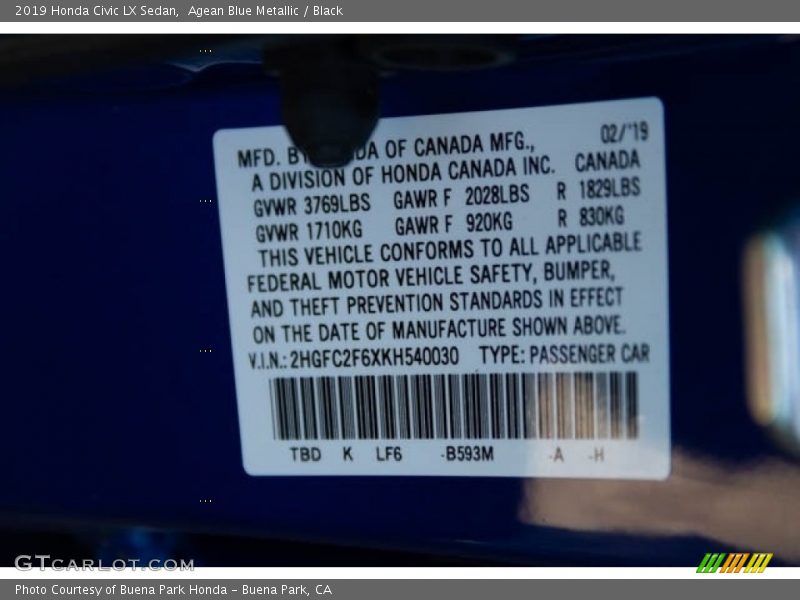 2019 Honda Civic LX Sedan, Agean Blue Metallic / Black
02/'19
MFD. BY OF CANADA MFG.,
A DIVISION OF HONDA CANADA INC. CANADA
GVWR 3769LBS GAWR F 2028LBS R 1829LBS
GVWR 1710KG GAWR F 920KG R 830KG
THIS VEHICLE CONFORMS TO ALL APPLICABLE
FEDERAL MOTOR VEHICLE SAFETY, BUMPER,
AND THEFT PREVENTION STANDARDS IN EFFECT
ON THE DATE OF MANUFACTURE SHOWN ABOVE.
V.I.N.: 2HGFC2F6XKH540030 TYPE: PASSENGER CAR
TBD K LF6 -B593M -A -H
GTCARLOT.COM
Photo Courtesy of Buena Park Honda - Buena Park, CA